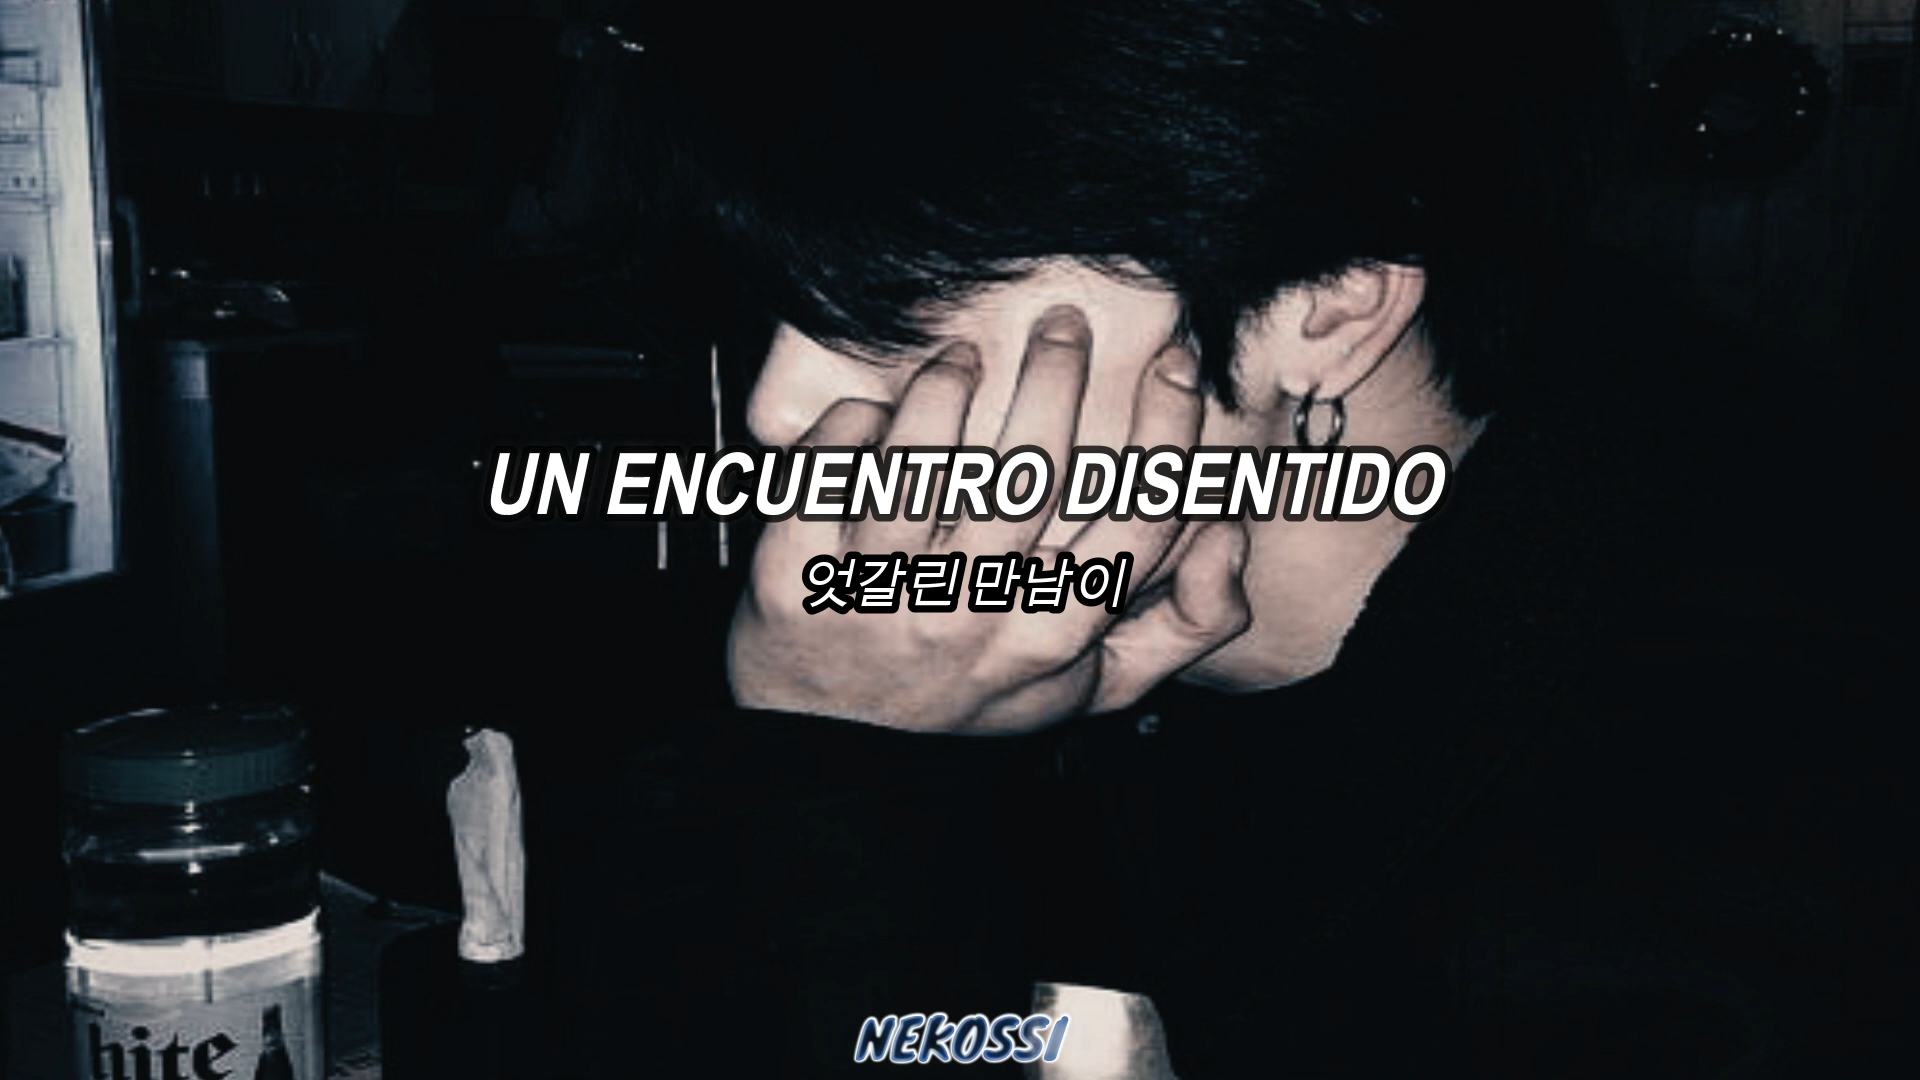 UN ENCUENTRO DISENTIDO
엇갈린 만남이
hite
NEKOSSI